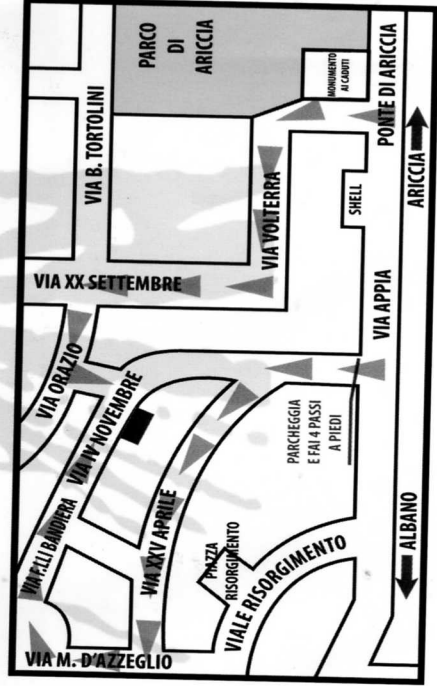 PARCO
DI
ARICCIA
MONUMENTO
AI CADUTI
PONTE DI ARICCIA
ARICCIA
VIA B. TORTOLINI
VIA VOLTERRA
SHELL
VIA XX SETTEMBRE
VIA APPIA
VIA ORAZIO
VIA IV NOVEMBRE
PARCHEGGIA
E FAI 4 PASSI
A PIEDI
VIA F.LLI BANDIERA
VIA XXV APRILE
PIAZZA
RISORGIMENTO
VIALE RISORGIMENTO
ALBANO
VIA M. D'AZZEGLIO